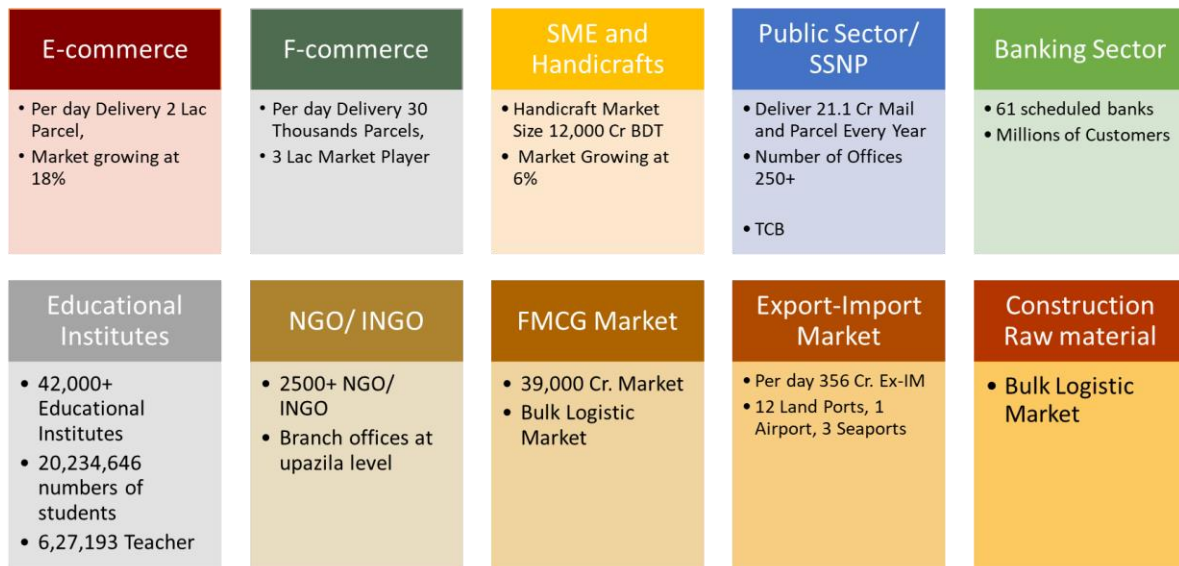 E-commerce
• Per day Delivery 2 Lac
Parcel,
• Market growing at
18%
F-commerce
• Per day Delivery 30
Thousands Parcels,
• 3 Lac Market Player
SME and
Handicrafts
• Handicraft Market
Size 12,000 Cr BDT
• Market Growing at
6%
Public Sector/
SSNP
• Deliver 21.1 Cr Mail
and Parcel Every Year
• Number of Offices
250+
• TCB
Banking Sector
• 61 scheduled banks
• Millions of Customers
Educational
Institutes
• 42,000+
Educational
Institutes
• 20,234,646
numbers of
students
• 6,27,193 Teacher
NGO/ INGO
• 2500+ NGO/
INGO
• Branch offices at
upazila level
FMCG Market
• 39,000 Cr. Market
• Bulk Logistic
Market
Export-Import
Market
• Per day 356 Cr. Ex-IM
• 12 Land Ports, 1
Airport, 3 Seaports
Construction
Raw material
• Bulk Logistic
Market